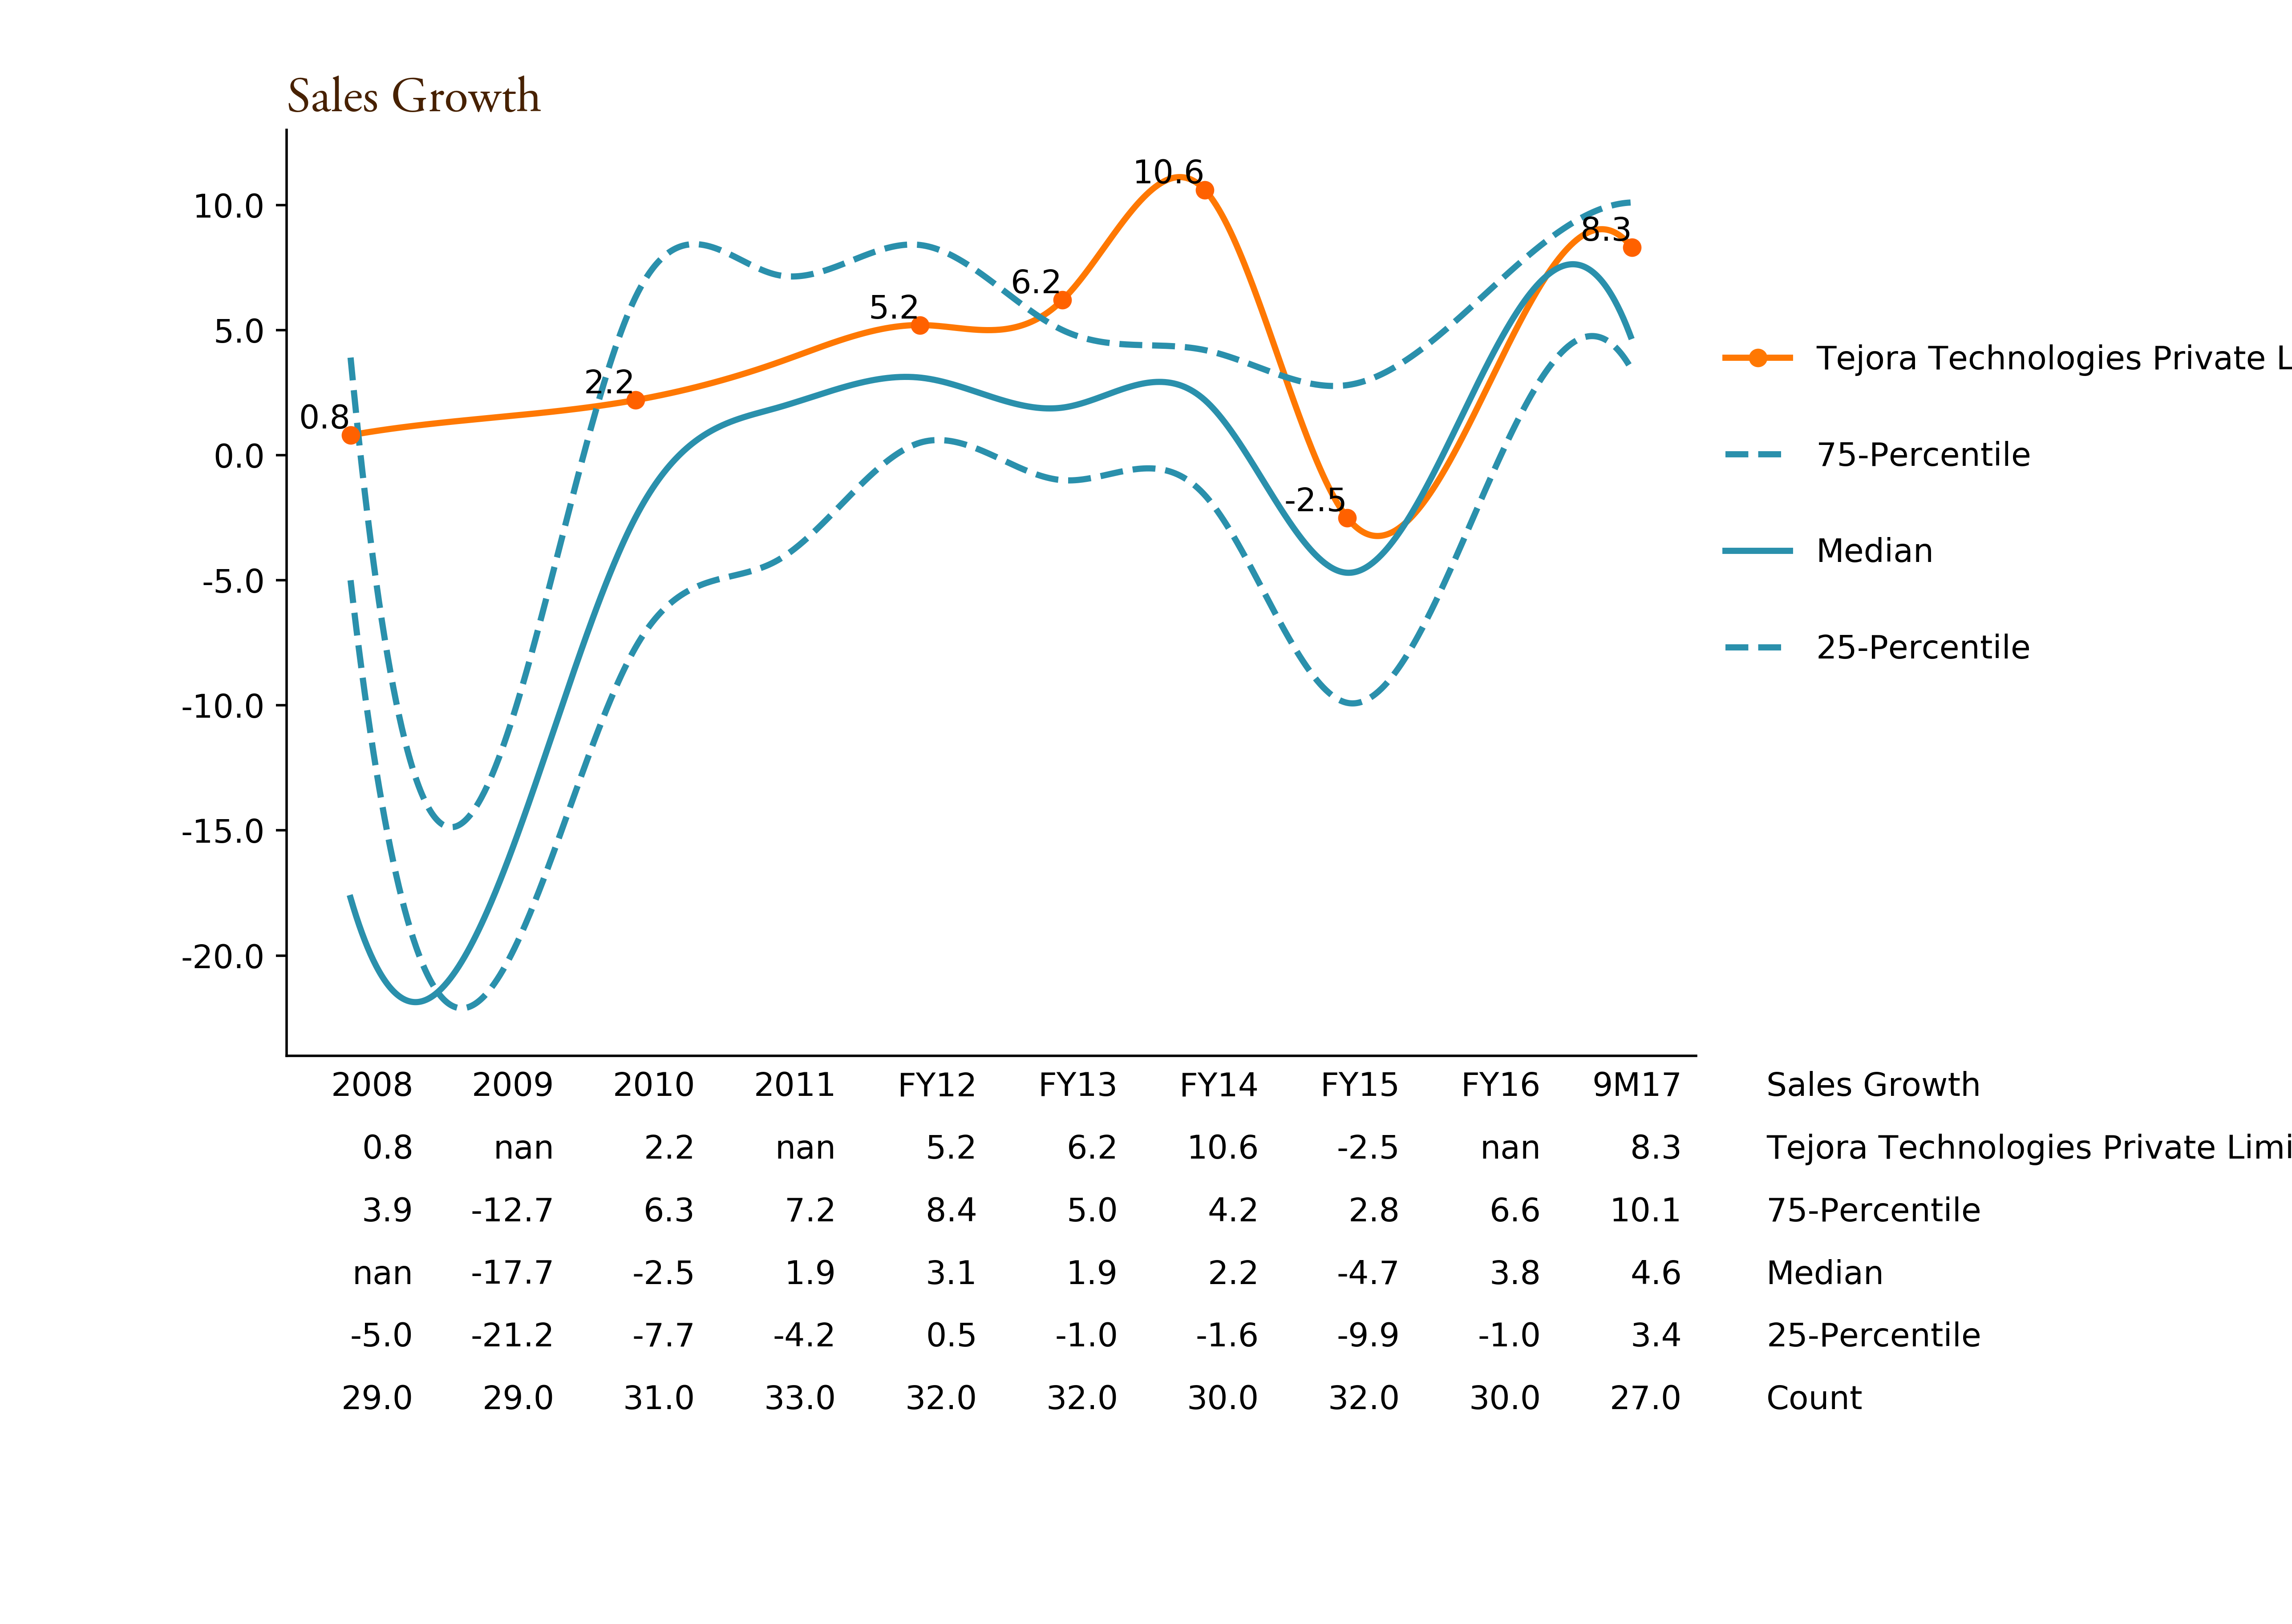 Sales Growth
10.6
10.0
8.3
6.2
5.2
5.0
2.2
0.8
0.0
-2.5
-5.0
-10.0
-15.0
-20.0
Tejora Technologies Private L
75-Percentile
Median
25-Percentile
2008 2009 2010 2011 FY12 FY13 FY14 FY15 FY16 9M17 Sales Growth
0.8 nan 2.2 nan 5.2 6.2 10.6 -2.5 nan 8.3 Tejora Technologies Private Limi
3.9 -12.7 6.3 7.2 8.4 5.0 4.2 2.8 6.6 10.1 75-Percentile
nan -17.7 -2.5 1.9 3.1 1.9 2.2 -4.7 3.8 4.6 Median
-5.0 -21.2 -7.7 -4.2 0.5 -1.0 -1.6 -9.9 -1.0 3.4 25-Percentile
29.0 29.0 31.0 33.0 32.0 32.0 30.0 32.0 30.0 27.0 Count